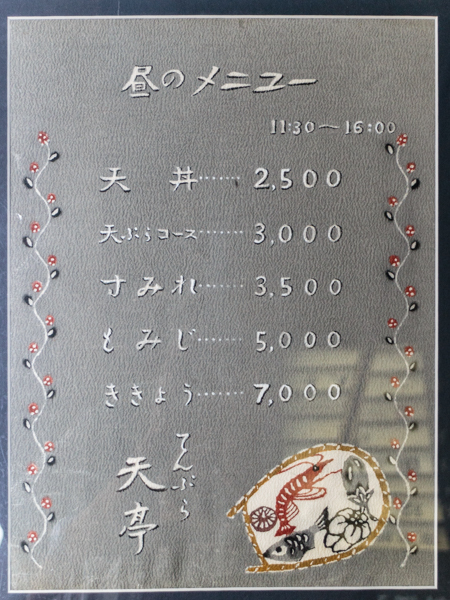 昼のメニュー
11:30〜16:00
天丼……2,500
天ぷらコース……3,000
すみれ……3,500
もみじ……5,000
ききょう……7,000
てんぷら
天亭